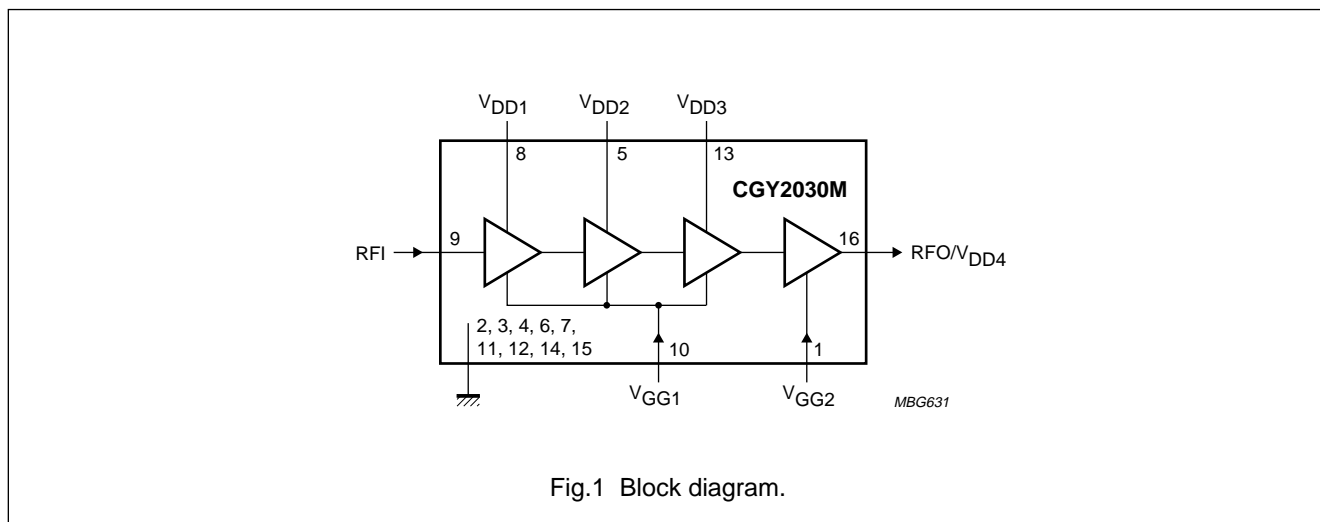 VDD1 VDD2 VDD3
8 5 13
CGY2030M
RFI 9 16 RFO/VDD4
2, 3, 4, 6, 7,
11, 12, 14, 15 10 1
VGG1 VGG2 MBG631
Fig.1 Block diagram.